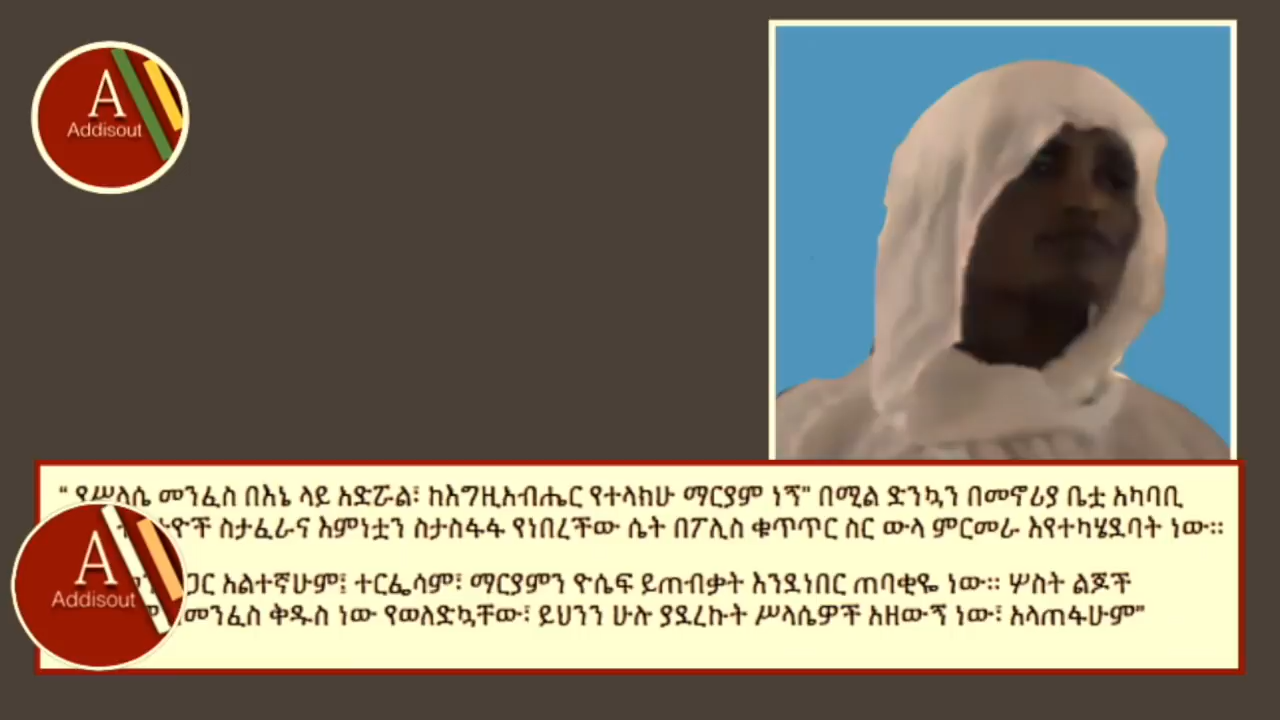 A
Addisout
“ የሥላሴ መንፈስ በእኔ ላይ አድሯል፣ ከእግዚአብሔር የተላክሁ ማርያም ነኝ” በሚል ድንኳን በመኖሪያ ቤቷ አካባቢ
ስታፈራና እምነቷን ስታስፋፋ የነበረችው ሴት በፖሊስ ቁጥጥር ስር ውላ ምርመራ እየተካሄደባት ነው።
አልተኛሁም፤ ተርፌሳም፣ ማርያምን ዮሴፍ ይጠብቃት እንደነበር ጠባቂዬ ነው። ሦስት ልጆች
መንፈስ ቅዱስ ነው የወለድኳቸው፣ ይህንን ሁሉ ያደረኩት ሥላሴዎች አዘውኝ ነው፣ አላጠፋሁም”
A
Addisout